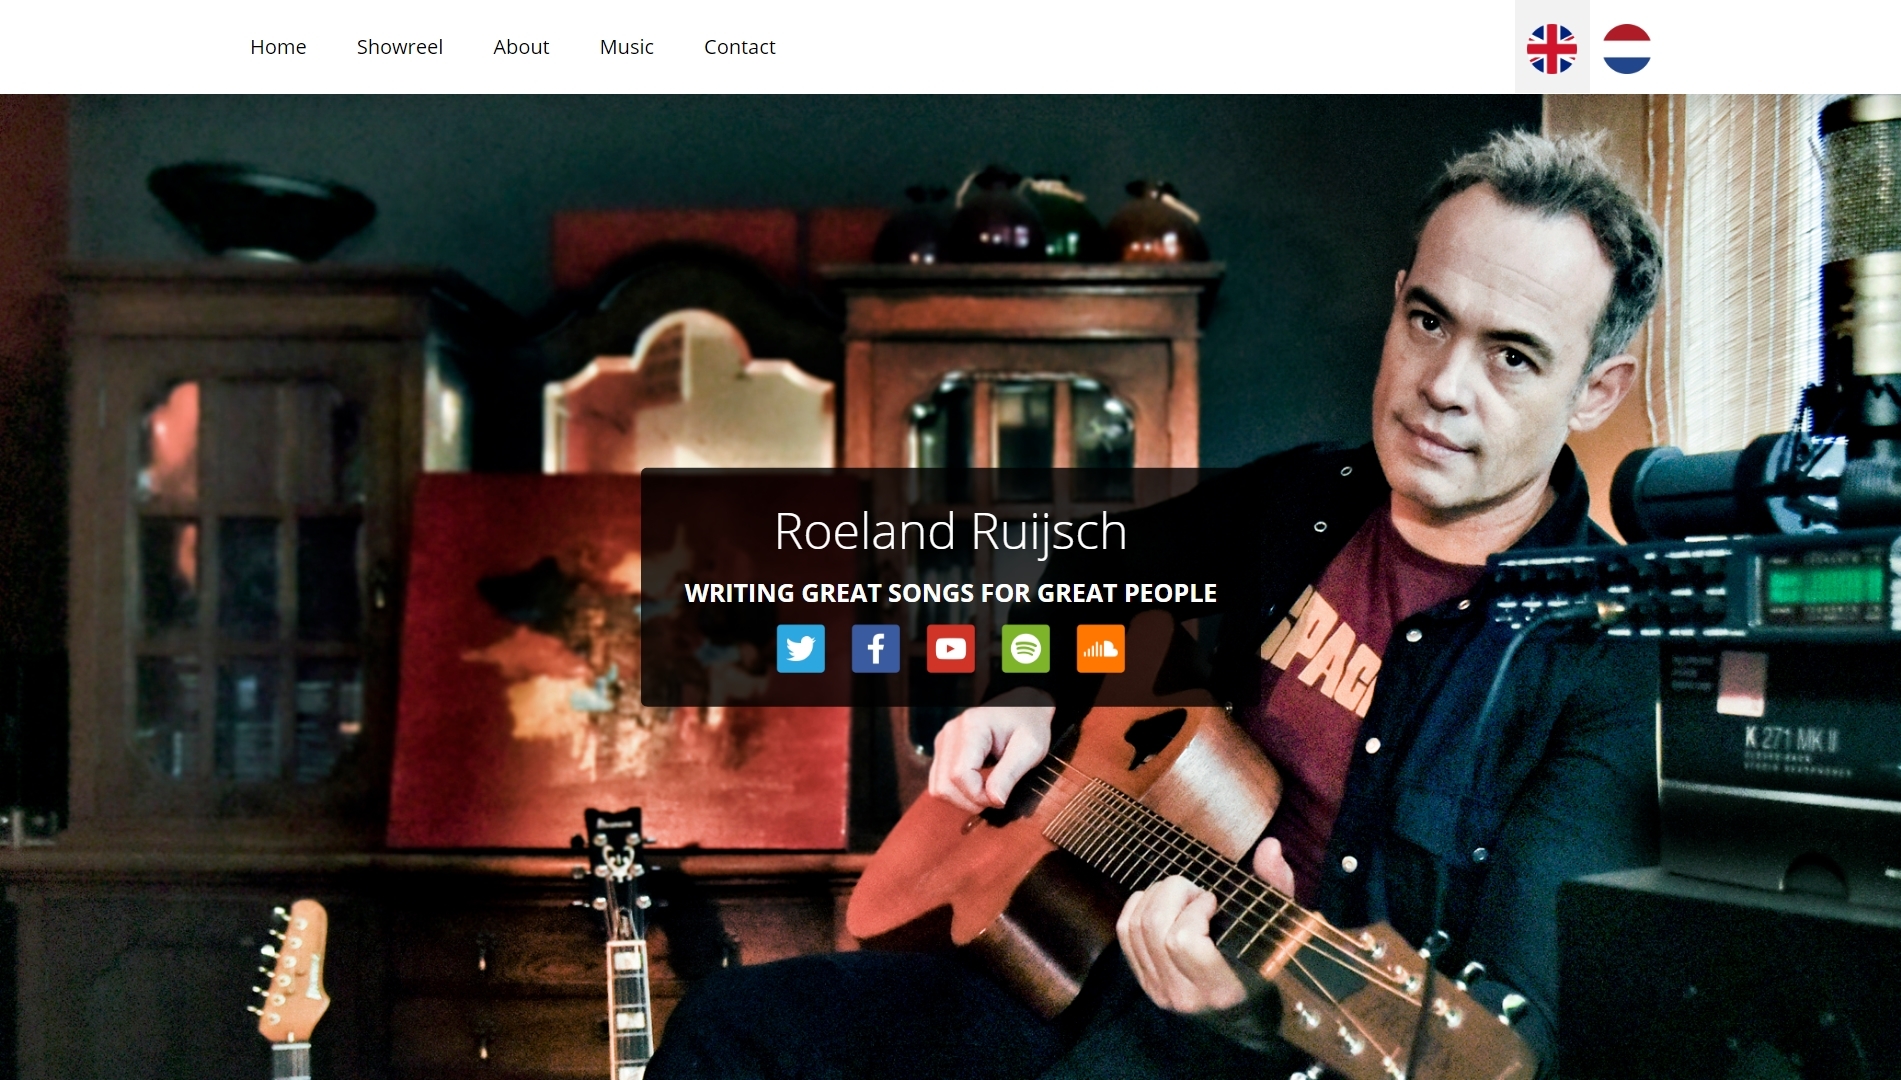 Home
Showreel
About
Music
Contact
Roeland Ruijsch
WRITING GREAT SONGS FOR GREAT PEOPLE
SPACE
K 271 MK II